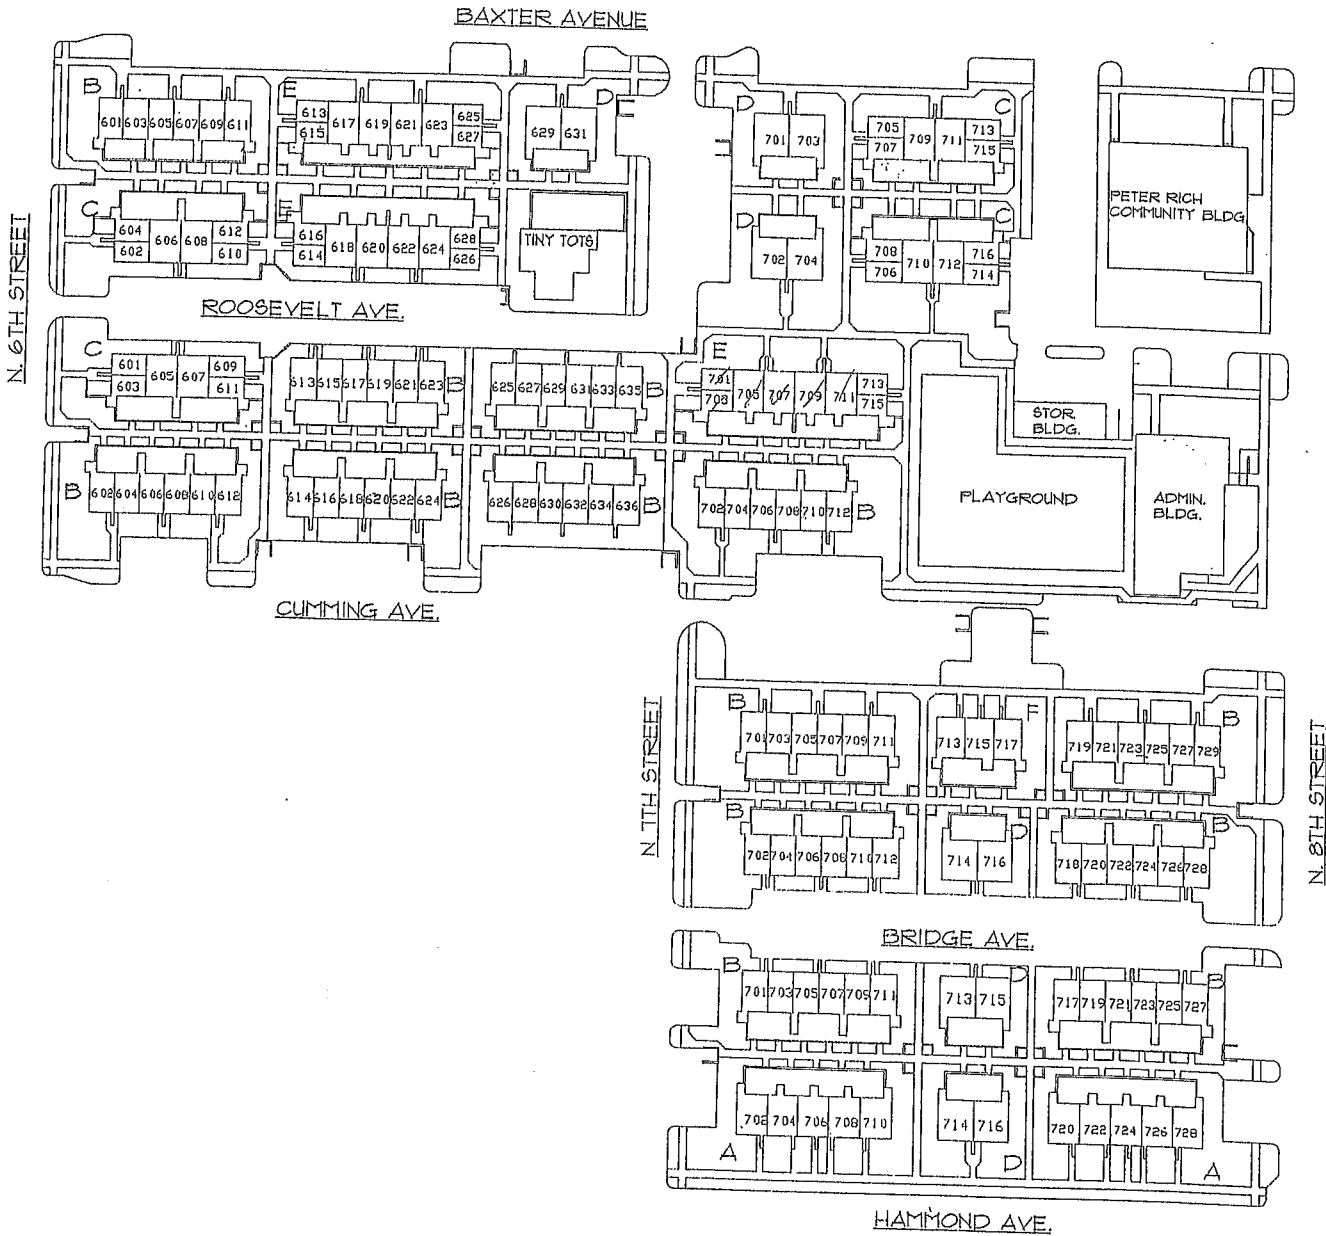 BAXTER AVENUE
B
601 603 605 607 609 611
E
613 615 617 619 621 623 625 627
D
629 631
D
701 703
C
705 707 709 711 713 715
C
604 602 606 608 612 610
E
616 614 618 620 622 624 628 626
TINY TOTS
D
702 704
C
708 706 710 712 716 714
PETER RICH
COMMUNITY BLDG.
N. 6TH STREET
ROOSEVELT AVE.
C
601 603 605 607 609 611
613 615 617 619 621 623 B
625 627 629 631 633 635 B
E
701 703 705 707 709 711 713 715
STOR.
BLDG.
B 602 604 606 608 610 612
614 616 618 620 622 624 B
626 628 630 632 634 636 B
702 704 706 708 710 712 B
PLAYGROUND
ADMIN.
BLDG.
CUMMING AVE.
N. 7TH STREET
B
701 703 705 707 709 711
F
713 715 717
B
719 721 723 725 727 729
N. 8TH STREET
B
702 704 706 708 710 712
D
714 716
B
718 720 722 724 726 728
BRIDGE AVE.
B
701 703 705 707 709 711
D
713 715
B
717 719 721 723 725 727
702 704 706 708 710
A
714 716
D
720 722 724 726 728
A
HAMMOND AVE.